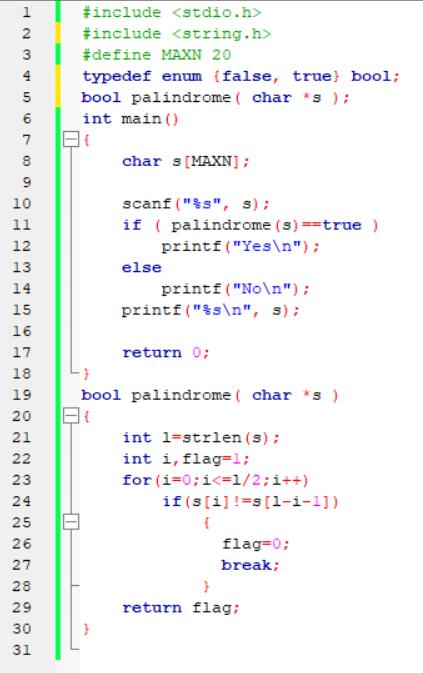 1 #include <stdio.h>
2 #include <string.h>
3 #define MAXN 20
4 typedef enum {false, true} bool;
5 bool palindrome( char *s );
6 int main()
7 {
8     char s[MAXN];
9
10     scanf("%s", s);
11     if ( palindrome(s)==true )
12         printf("Yes\n");
13     else
14         printf("No\n");
15     printf("%s\n", s);
16
17     return 0;
18 }
19 bool palindrome( char *s )
20 {
21     int l=strlen(s);
22     int i,flag=1;
23     for(i=0;i<=l/2;i++)
24         if(s[i]!=s[l-i-1])
25             {
26               flag=0;
27               break;
28             }
29     return flag;
30 }
31